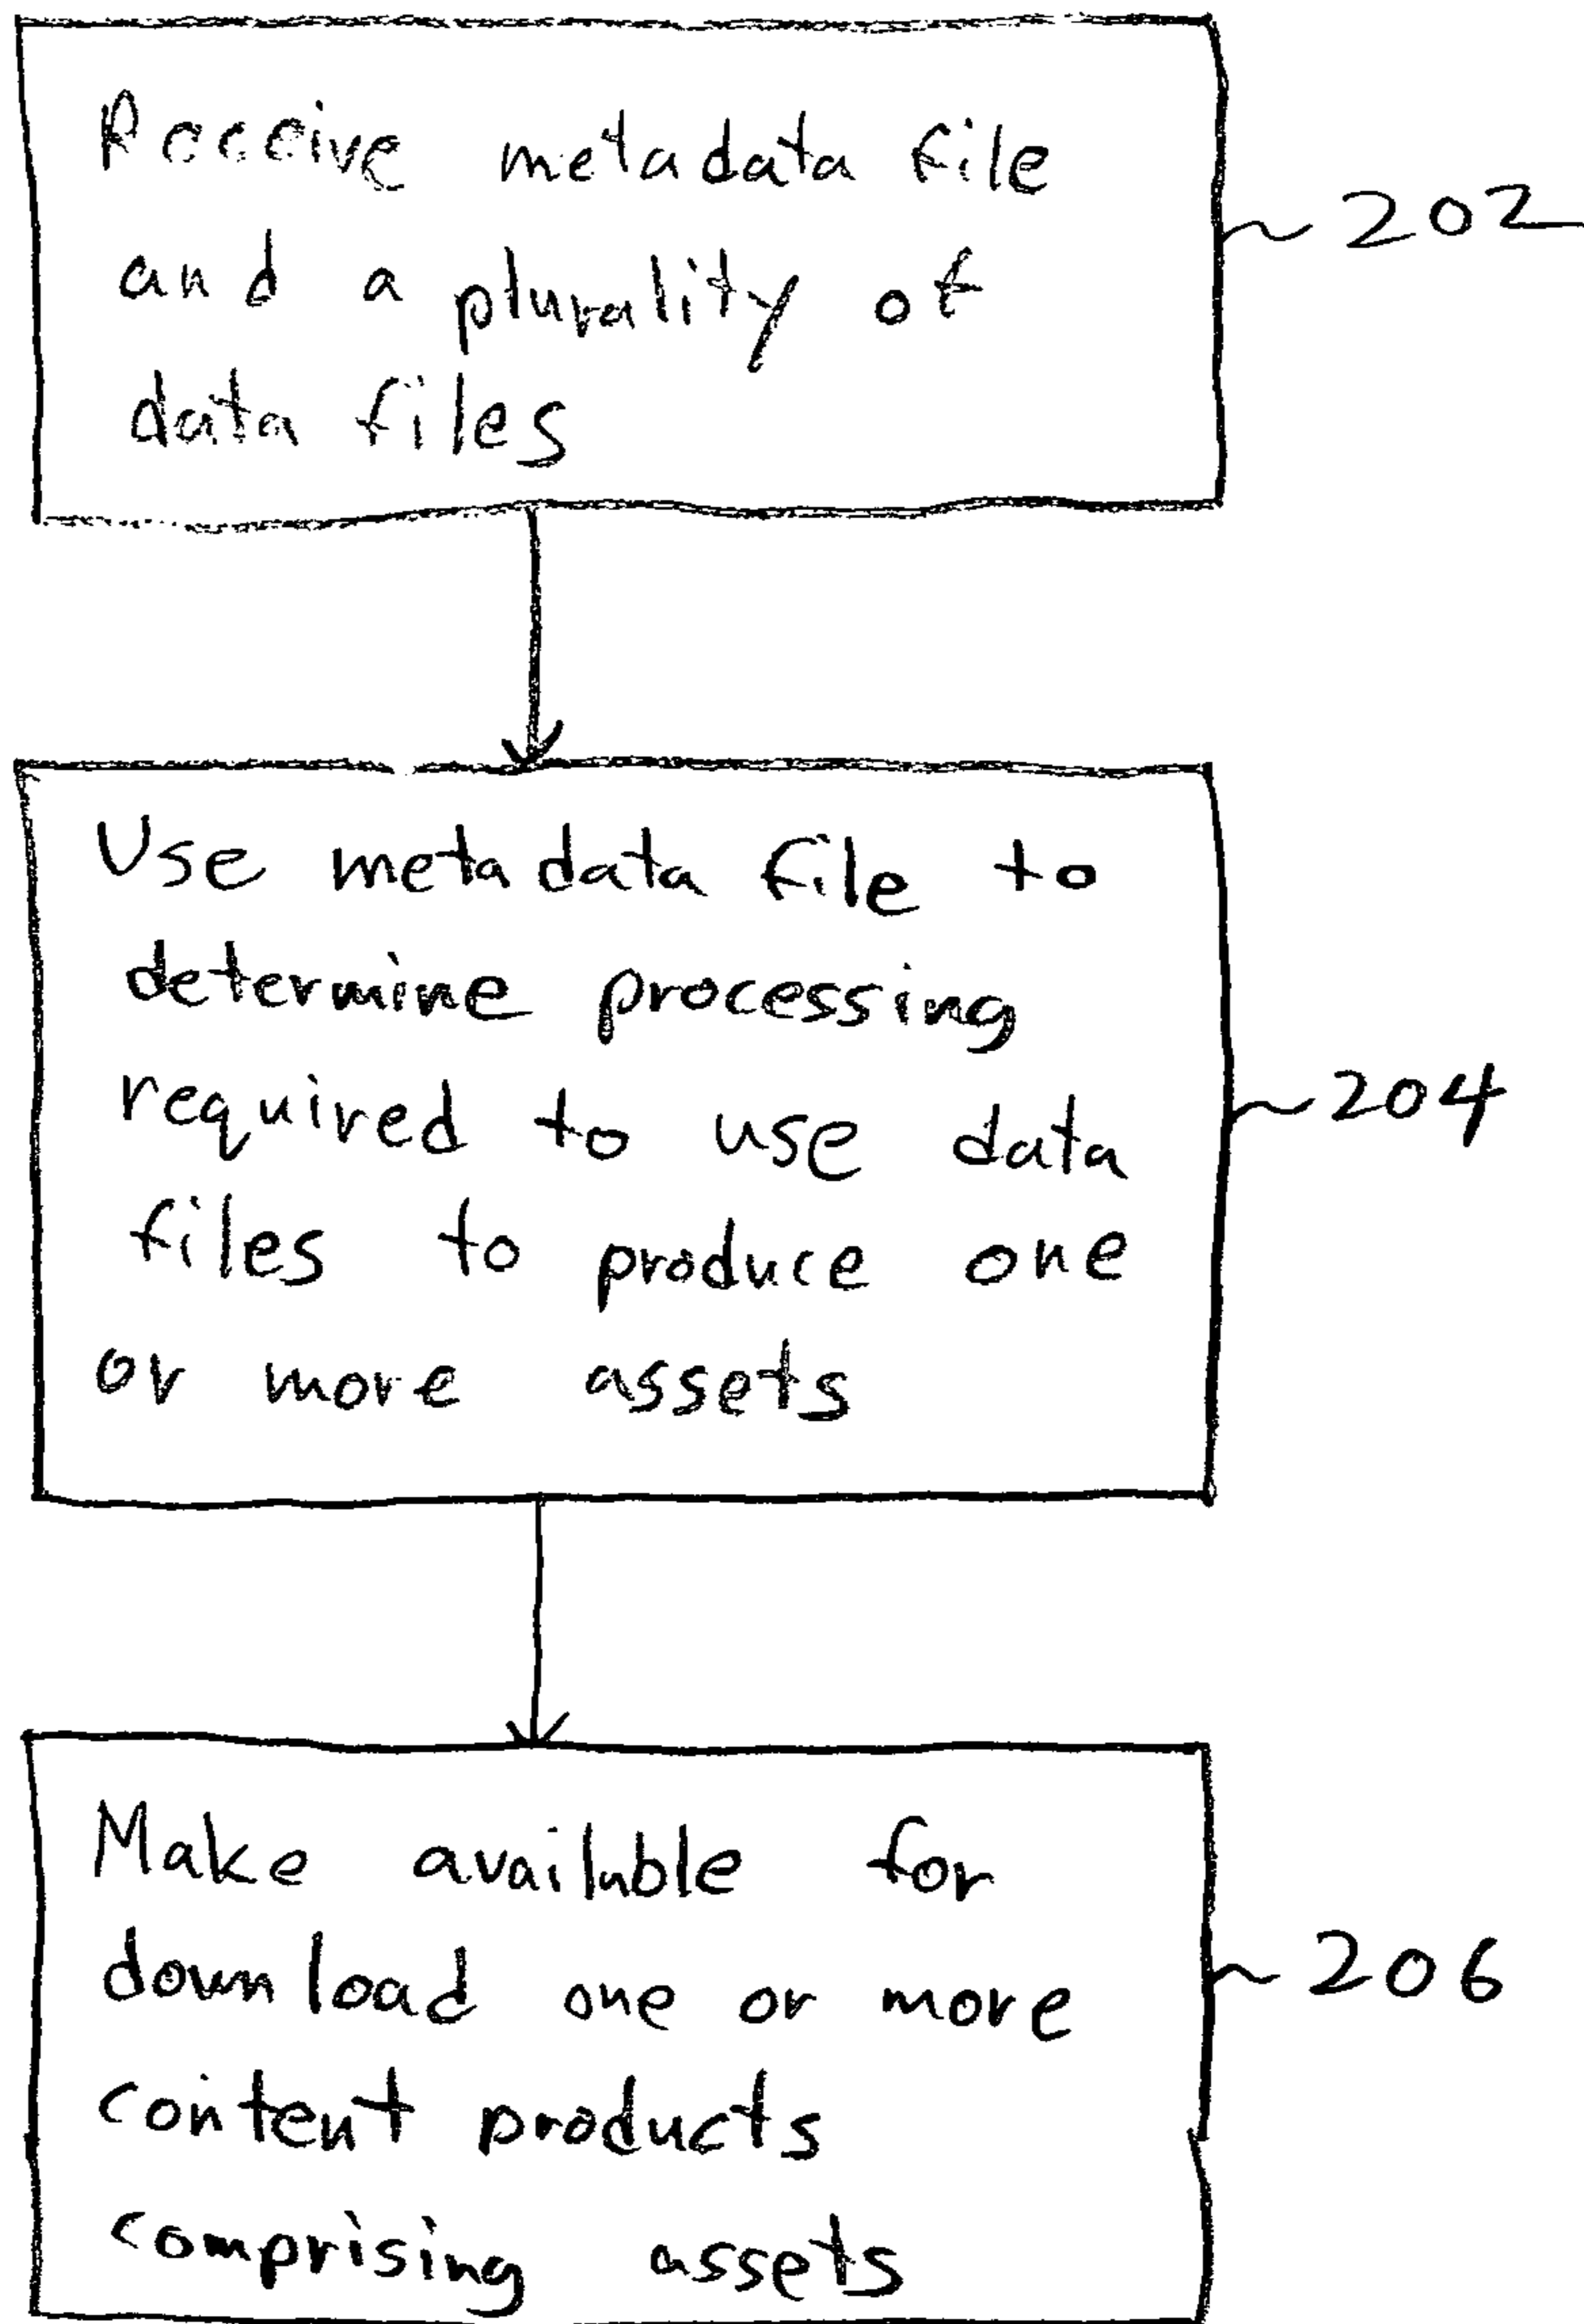 Receive metadata file
and a plurality of
data files
202
Use metadata file to
determine processing
required to use data
files to produce one
or more assets
204
Make available for
download one or more
content products
comprising assets
206